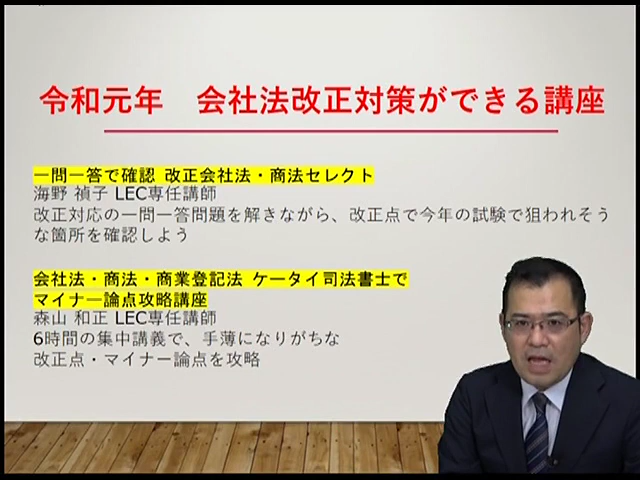 令和元年　会社法改正対策ができる講座
一問一答で確認 改正会社法・商法セレクト
海野 禎子 LEC専任講師
改正対応の一問一答問題を解きながら、改正点で今年の試験で狙われそう
な箇所を確認しよう
会社法・商法・商業登記法 ケータイ司法書士で
マイナー論点攻略講座
森山 和正 LEC専任講師
6時間の集中講義で、手薄になりがちな
改正点・マイナー論点を攻略